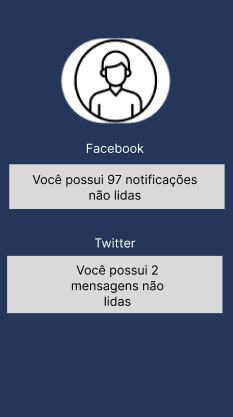 Facebook
Você possui 97 notificações
não lidas
Twitter
Você possui 2
mensagens não
lidas